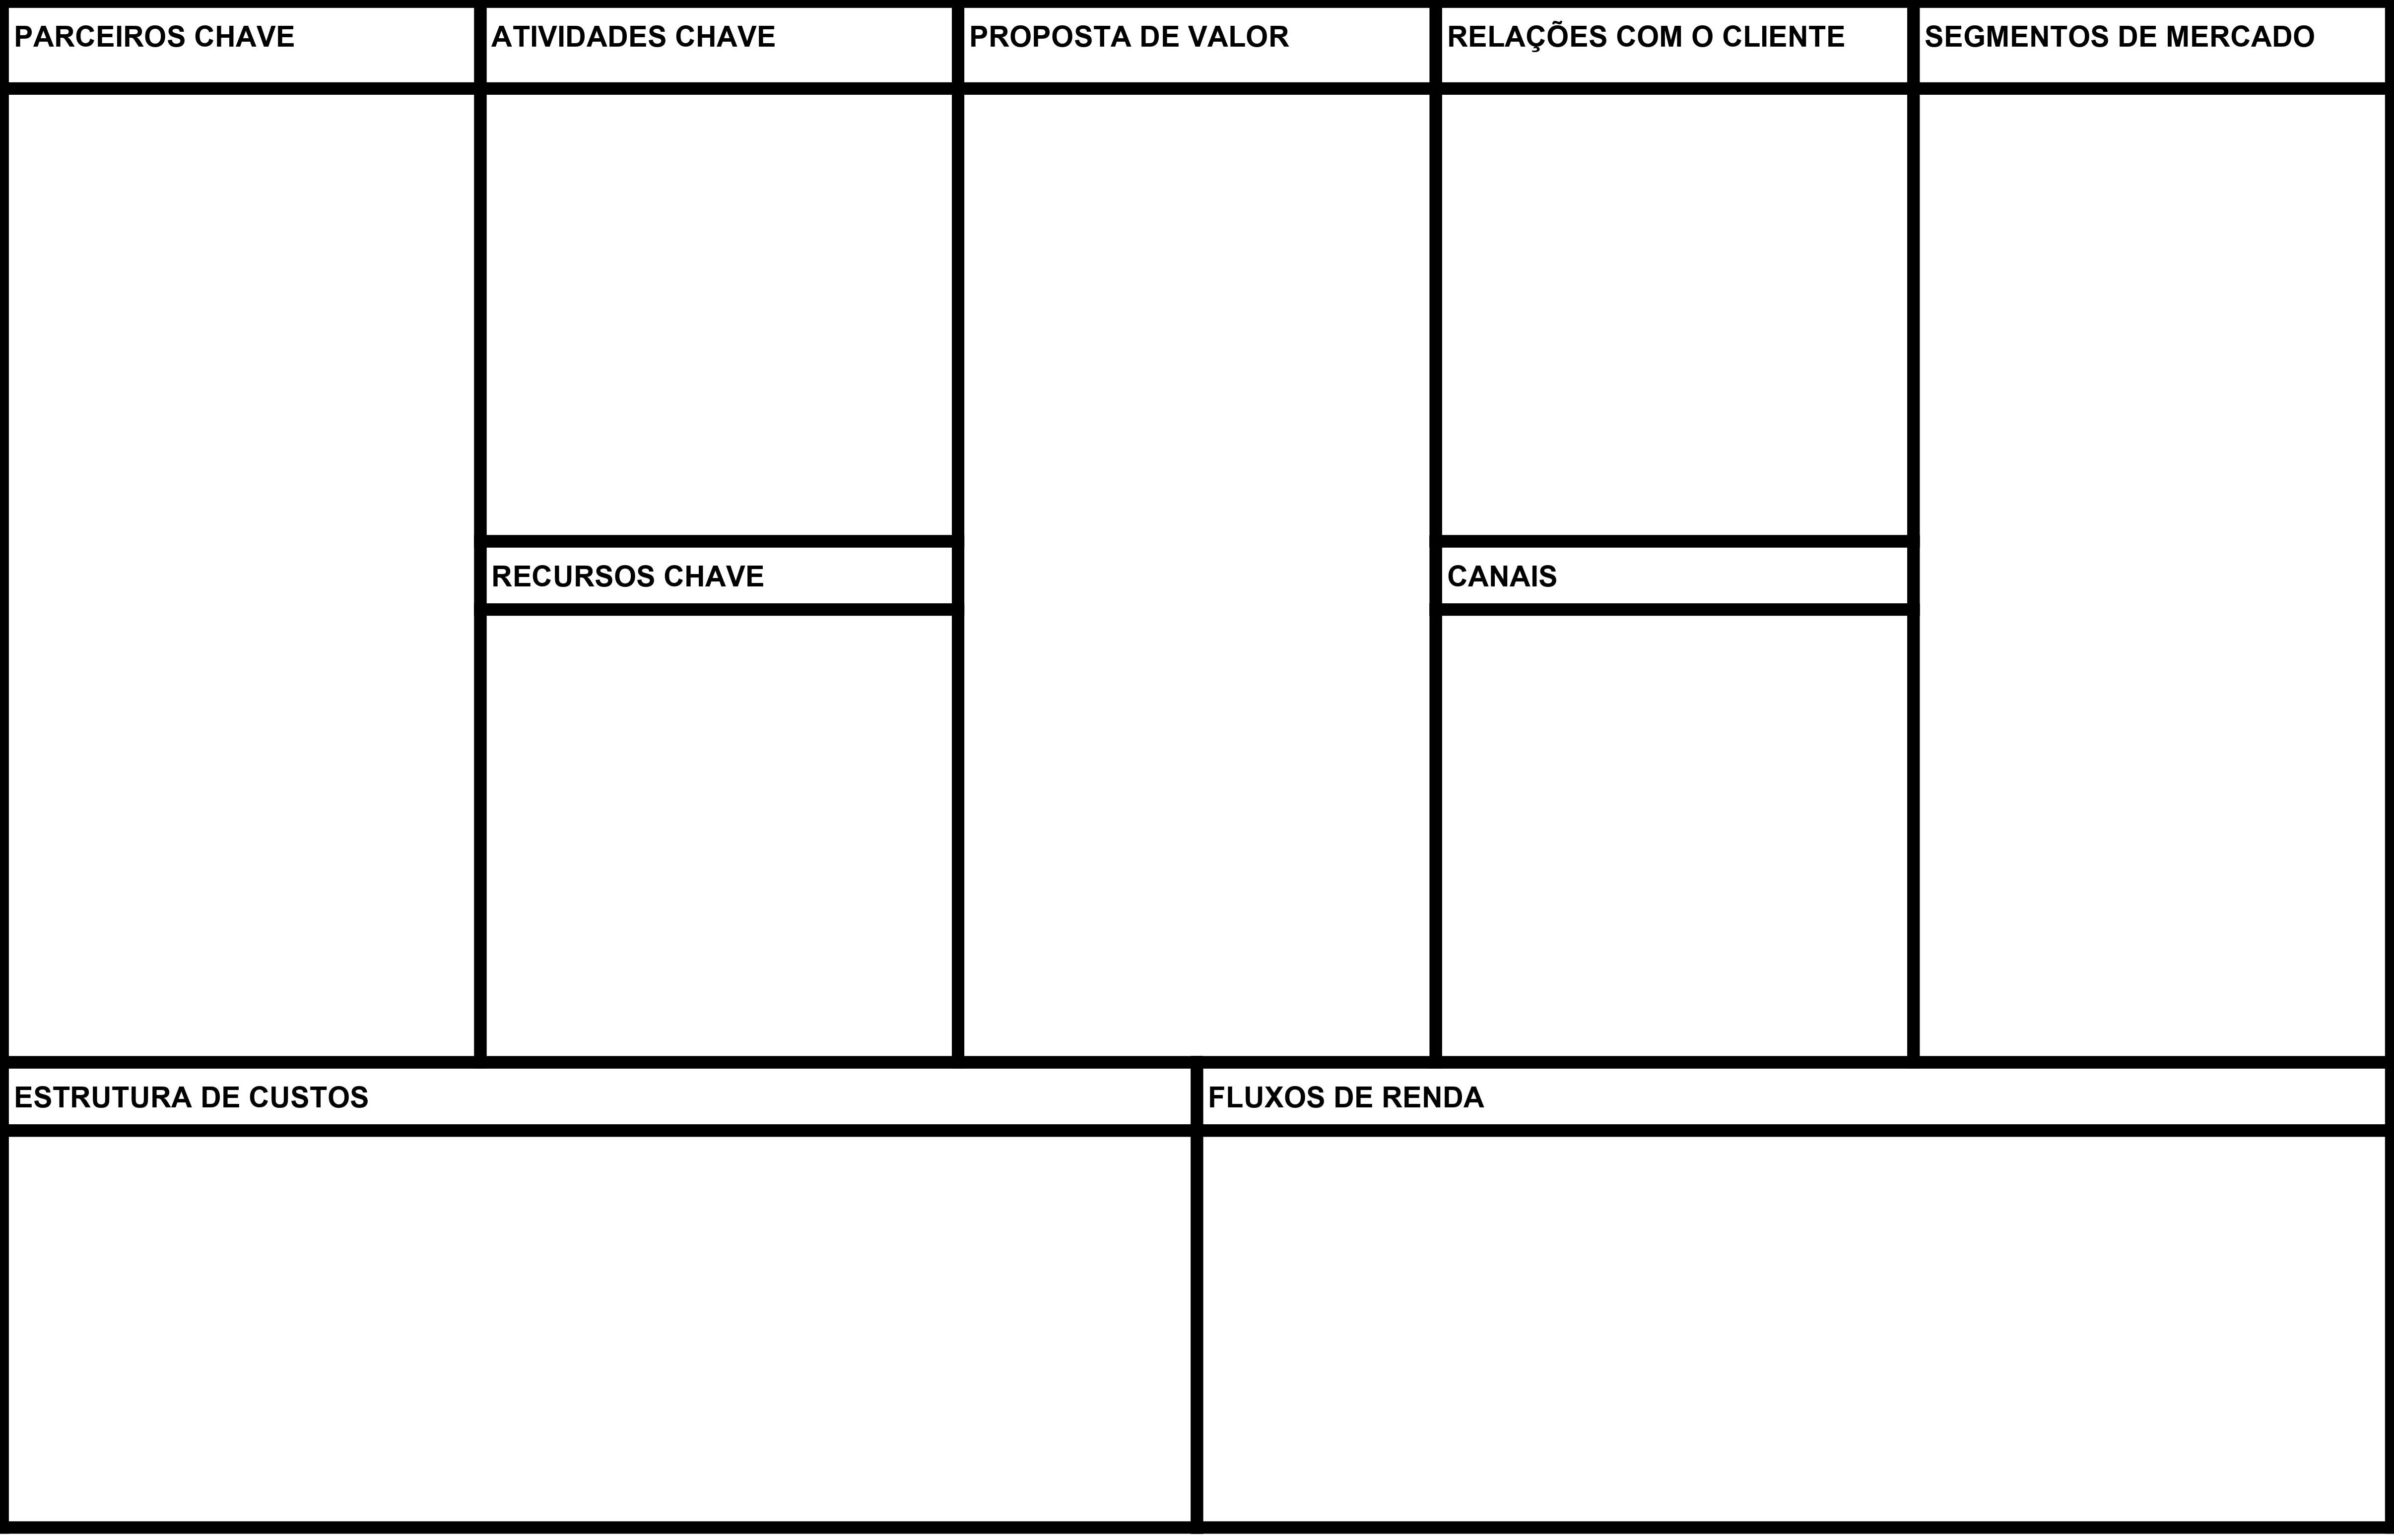 PARCEIROS CHAVE
ATIVIDADES CHAVE
PROPOSTA DE VALOR
RELAÇÕES COM O CLIENTE
SEGMENTOS DE MERCADO
RECURSOS CHAVE
CANAIS
ESTRUTURA DE CUSTOS
FLUXOS DE RENDA